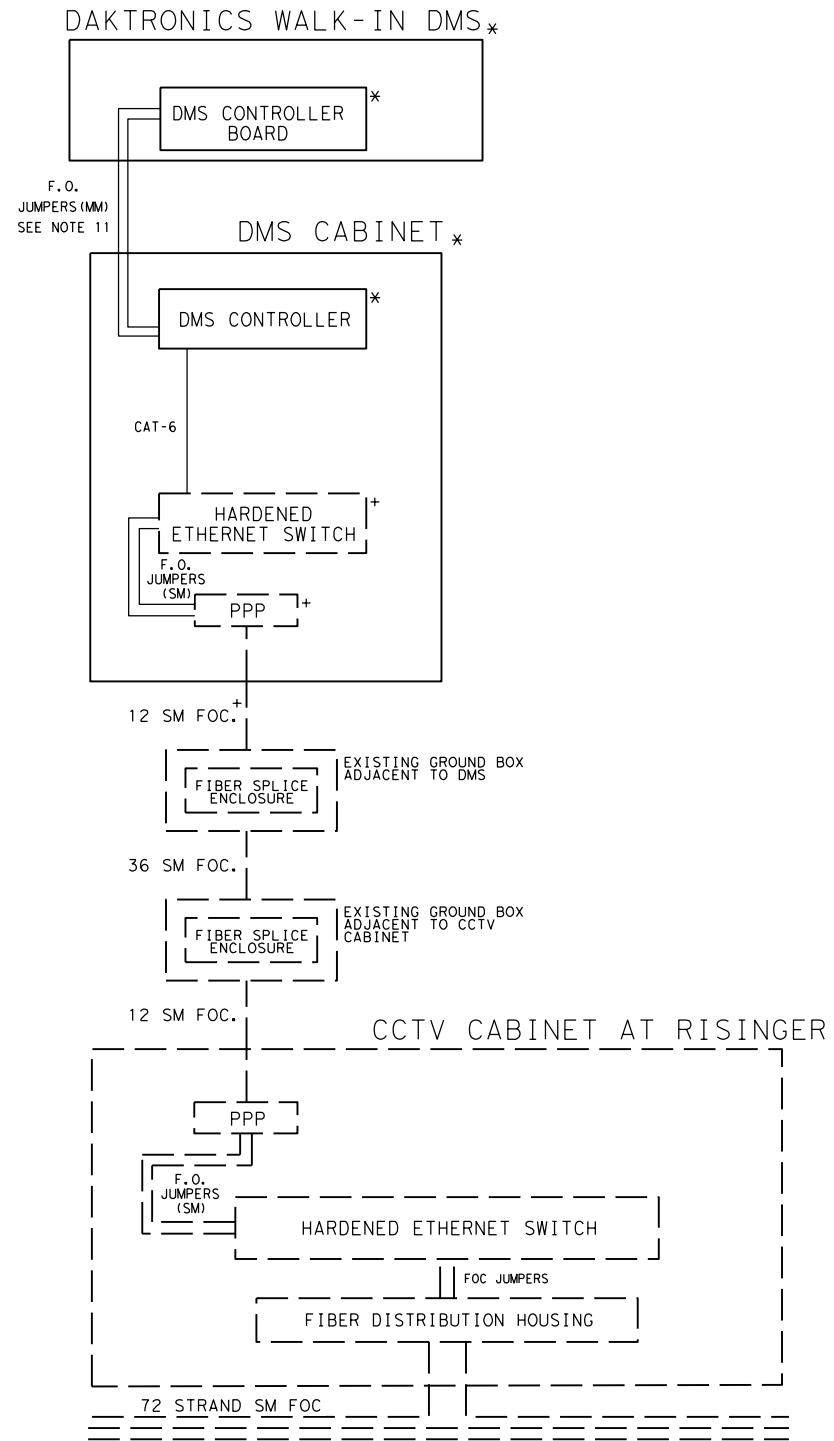 DAKTRONICS WALK-IN DMS*
DMS CONTROLLER *
BOARD
F.O.
JUMPERS(MM)
SEE NOTE 11
DMS CABINET*
DMS CONTROLLER *
CAT-6
HARDENED +
ETHERNET SWITCH
F.O.
JUMPERS
(SM)
PPP +
12 SM FOC.+
EXISTING GROUND BOX
ADJACENT TO DMS
FIBER SPLICE
ENCLOSURE
36 SM FOC.
EXISTING GROUND BOX
ADJACENT TO CCTV
CABINET
FIBER SPLICE
ENCLOSURE
12 SM FOC.
CCTV CABINET AT RISINGER
PPP
F.O.
JUMPERS
(SM)
HARDENED ETHERNET SWITCH
FOC JUMPERS
FIBER DISTRIBUTION HOUSING
72 STRAND SM FOC